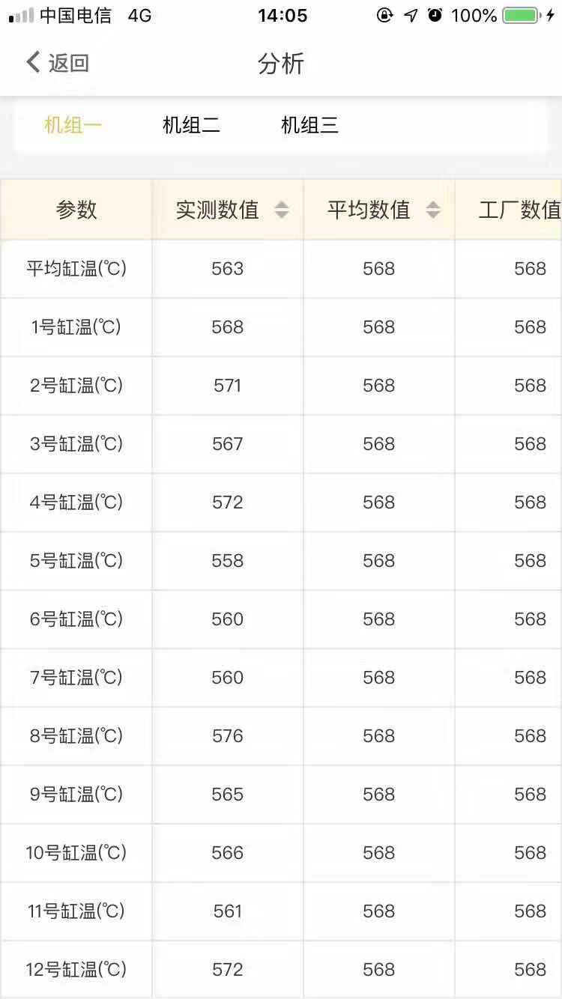 中国电信 4G 14:05 100%
返回 分析
机组一 机组二 机组三
参数 实测数值 平均数值 工厂数值
平均缸温(℃) 563 568 568
1号缸温(℃) 568 568 568
2号缸温(℃) 571 568 568
3号缸温(℃) 567 568 568
4号缸温(℃) 572 568 568
5号缸温(℃) 558 568 568
6号缸温(℃) 560 568 568
7号缸温(℃) 560 568 568
8号缸温(℃) 576 568 568
9号缸温(℃) 565 568 568
10号缸温(℃) 566 568 568
11号缸温(℃) 561 568 568
12号缸温(℃) 572 568 568